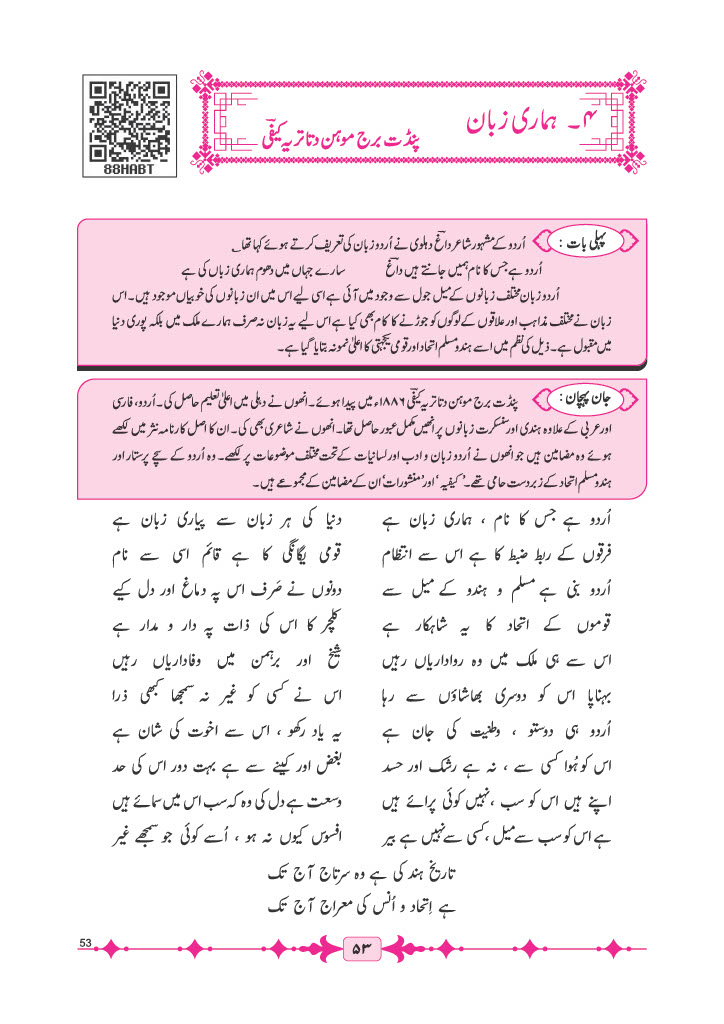 88HABT
۴۔ ہماری زبان
پنڈت برج موہن دتاتریہ کیفیؔ
پہلی بات : اُردو کے مشہور شاعر داغؔ دہلوی نے اُردو زبان کی تعریف کرتے ہوئے کہا تھا۔
اُردو ہے جس کا نام ہمیں جانتے ہیں داغؔ سارے جہاں میں دھوم ہماری زباں کی ہے
اُردو زبان مختلف زبانوں کے میل جول سے وجود میں آئی ہے اسی لیے اس میں ان زبانوں کی خوبیاں موجود ہیں۔ اس
زبان نے مختلف مذاہب اور علاقوں کے لوگوں کو جوڑنے کا کام بھی کیا ہے اس لیے یہ زبان نہ صرف ہمارے ملک میں بلکہ پوری دنیا
میں مقبول ہے۔ ذیل کی نظم میں اسے ہندو مسلم اتحاد اور قومی یکجہتی کا اعلیٰ نمونہ بتایا گیا ہے۔
جان پہچان : پنڈت برج موہن دتاتریہ کیفیؔ ۱۸۸۶ء میں پیدا ہوئے۔ انھوں نے دہلی میں اعلیٰ تعلیم حاصل کی۔ اُردو، فارسی
اور عربی کے علاوہ ہندی اور سنسکرت زبانوں پر انھیں مکمل عبور حاصل تھا۔ انھوں نے شاعری بھی کی۔ ان کا اصل کارنامہ نثر میں لکھے
ہوئے وہ مضامین ہیں جو انھوں نے اُردو زبان و ادب اور لسانیات کے تحت مختلف موضوعات پر لکھے۔ وہ اُردو کے سچے پرستار اور
ہندو مسلم اتحاد کے زبردست حامی تھے۔ 'کیفیہ' اور 'منشورات' ان کے مضامین کے مجموعے ہیں۔
اُردو ہے جس کا نام ، ہماری زبان ہے دنیا کی ہر زبان سے پیاری زبان ہے
فرقوں کے ربط ضبط کا ہے اس سے انتظام قومی یگانگی کا ہے قائم اسی سے نام
اُردو بنی ہے مسلم و ہندو کے میل سے دونوں نے صَرف اس پہ دماغ اور دل کیے
قوموں کے اتحاد کا یہ شاہکار ہے کلچر کا اس کی ذات پہ دار و مدار ہے
اس سے ہی ملک میں وہ رواداریاں رہیں شیخ اور برہمن میں وفاداریاں رہیں
بہناپا اس کو دوسری بھاشاؤں سے رہا اس نے کسی کو غیر نہ سمجھا کبھی ذرا
اُردو ہی دوستو ، وطنیت کی جان ہے یہ یاد رکھو ، اس سے اخوت کی شان ہے
اس کو ہُوا کسی سے ، نہ ہے رشک اور حسد بغض اور کینے سے ہے بہت دور اس کی حد
اپنے ہیں اس کو سب ،نہیں کوئی پرائے ہیں وسعت ہے دل کی وہ کہ سب اس میں سمائے ہیں
ہے اس کو سب سے میل ،کسی سے نہیں ہے بیر افسوس کیوں نہ ہو ، اُسے کوئی جو سمجھے غیر
تاریخِ ہند کی ہے وہ سرتاج آج تک
ہے اِتحاد و اُنس کی معراج آج تک
53
۵۳